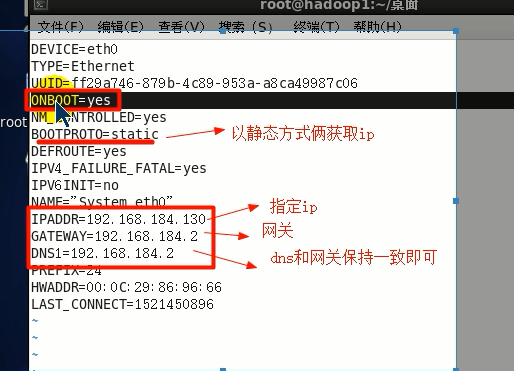 root@hadoop1:~/桌面
文件(F) 编辑(E) 查看(V) 搜索(S) 终端(T) 帮助(H)
DEVICE=eth0
TYPE=Ethernet
UUID=ff29a746-879b-4c89-953a-a8ca49987c06
ONBOOT=yes
root
NM_ NTROLLED=yes
BOOTPROTO=static
以静态方式俩获取ip
DEFROUTE=yes
IPV4_FAILURE_FATAL=yes
IPV6INIT=no
NAME="System eth0"
IPADDR=192.168.184.130
指定ip
GATEWAY=192.168.184.2
网关
DNS1=192.168.184.2
dns和网关保持一致即可
PREFIX=24
HWADDR=00:0C:29:86:96:66
LAST_CONNECT=1521450896
~
~
~